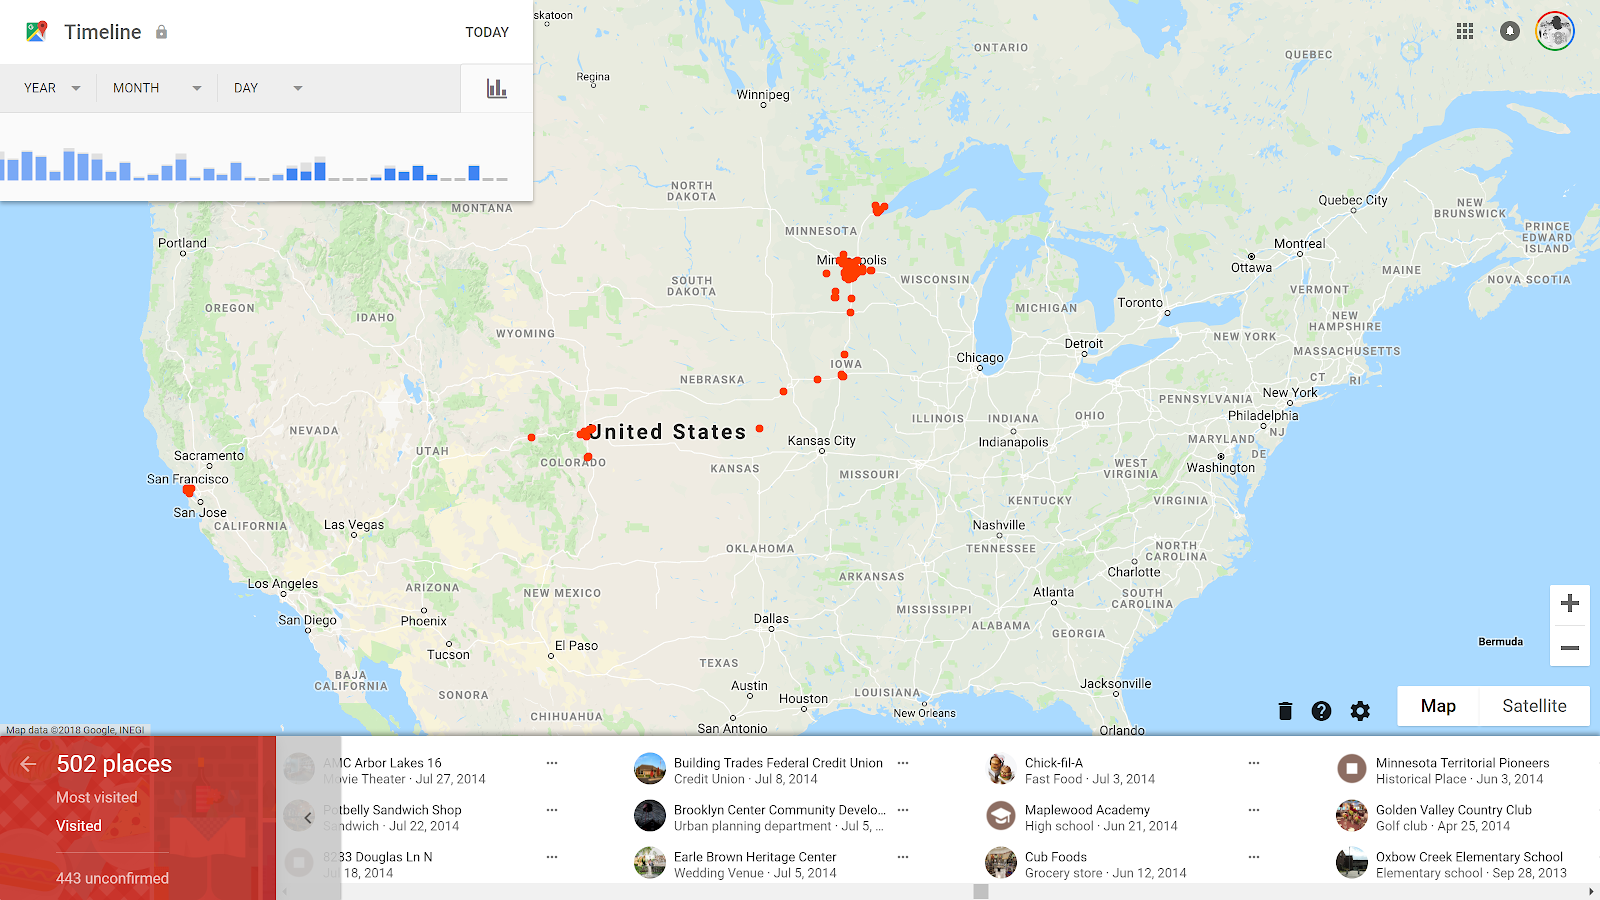 Timeline
TODAY
YEAR
MONTH
DAY
skatoon
Regina
Winnipeg
ONTARIO
QUEBEC
NORTH DAKOTA
MONTANA
MINNESOTA
Quebec City
NEW BRUNSWICK
PRINCE EDWARD ISLAND
Portland
Montreal
Ottawa
MAINE
NOVA SCOTIA
WISCONSIN
SOUTH DAKOTA
VERMONT
OREGON
IDAHO
WYOMING
MICHIGAN
Toronto
NEW HAMPSHIRE
NEW YORK
MASSACHUSETTS
Detroit
Chicago
IOWA
NEBRASKA
CT
RI
New York
PENNSYLVANIA
Philadelphia
NJ
ILLINOIS
INDIANA
OHIO
Indianapolis
NEVADA
United States
Kansas City
MARYLAND
DE
Washington
UTAH
COLORADO
KANSAS
MISSOURI
WEST VIRGINIA
VIRGINIA
KENTUCKY
Sacramento
San Francisco
San Jose
CALIFORNIA
Las Vegas
Nashville
TENNESSEE
OKLAHOMA
NORTH CAROLINA
Charlotte
ARKANSAS
Los Angeles
ARIZONA
NEW MEXICO
Atlanta
SOUTH CAROLINA
MISSISSIPPI
San Diego
Phoenix
Dallas
ALABAMA
GEORGIA
Tucson
El Paso
Bermuda
TEXAS
BAJA CALIFORNIA
SONORA
Austin
Houston
LOUISIANA
Jacksonville
CHIHUAHUA
San Antonio
New Orleans
Orlando
Map
Satellite
Map data ©2018 Google, INEGI
502 places
Most visited
Visited
443 unconfirmed
AMC Arbor Lakes 16
Movie Theater · Jul 27, 2014
Potbelly Sandwich Shop
Sandwich · Jul 22, 2014
8283 Douglas Ln N
Jul 18, 2014
Building Trades Federal Credit Union
Credit Union · Jul 8, 2014
Brooklyn Center Community Develo...
Urban planning department · Jul 5, ...
Earle Brown Heritage Center
Wedding Venue · Jul 5, 2014
Chick-fil-A
Fast Food · Jul 3, 2014
Maplewood Academy
High school · Jun 21, 2014
Cub Foods
Grocery store · Jun 12, 2014
Minnesota Territorial Pioneers
Historical Place · Jun 3, 2014
Golden Valley Country Club
Golf club · Apr 25, 2014
Oxbow Creek Elementary School
Elementary school · Sep 28, 2013